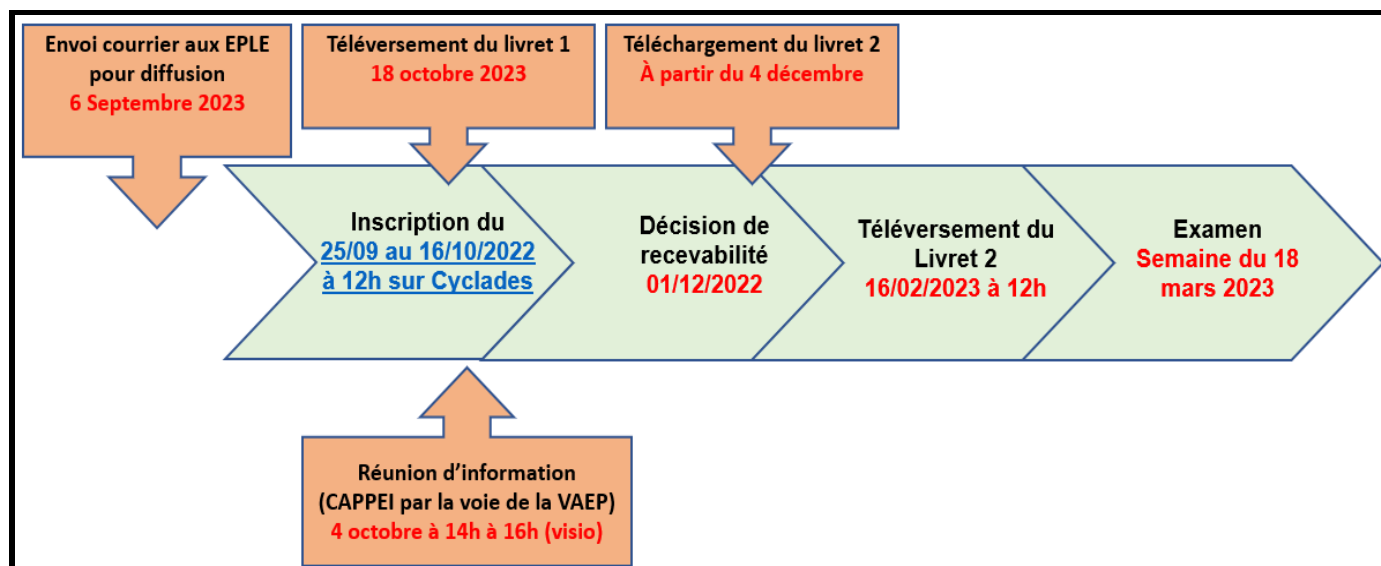 Envoi courrier aux EPLE
pour diffusion
6 Septembre 2023
Téléversement du livret 1
18 octobre 2023
Téléchargement du livret 2
À partir du 4 décembre
Inscription du
25/09 au 16/10/2022
à 12h sur Cyclades
Décision de
recevabilité
01/12/2022
Téléversement du
Livret 2
16/02/2023 à 12h
Examen
Semaine du 18
mars 2023
Réunion d’information
(CAPPEI par la voie de la VAEP)
4 octobre à 14h à 16h (visio)